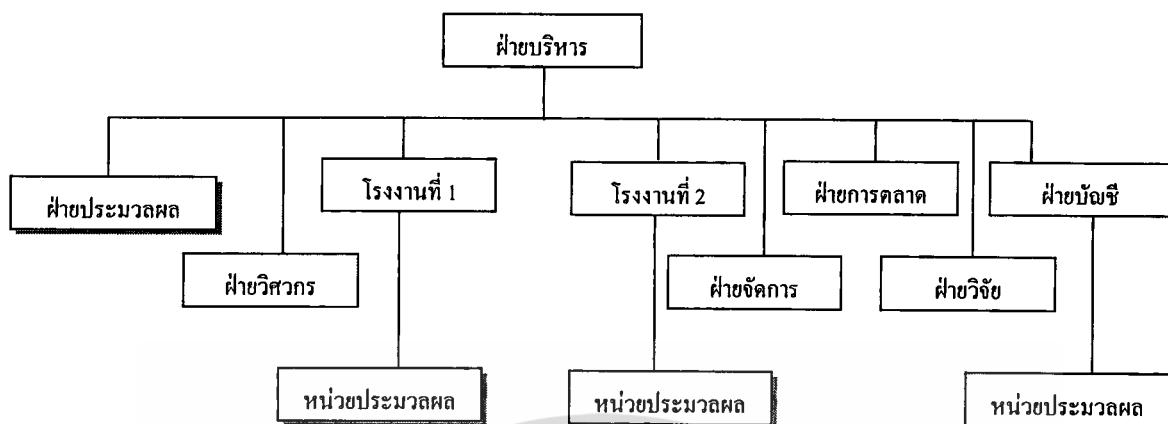 ฝ่ายบริหาร
ฝ่ายประมวลผล
ฝ่ายวิศวกร
โรงงานที่ 1
โรงงานที่ 2
ฝ่ายจัดการ
ฝ่ายการตลาด
ฝ่ายวิจัย
ฝ่ายบัญชี
หน่วยประมวลผล
หน่วยประมวลผล
หน่วยประมวลผล